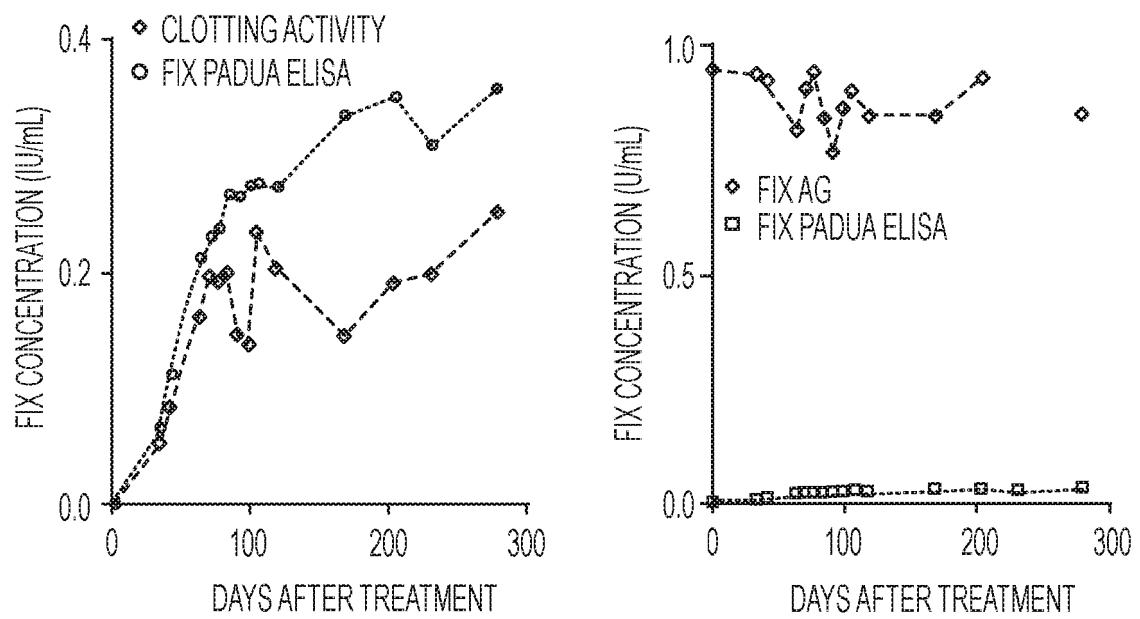 CLOTTING ACTIVITY
FIX PADUA ELISA
FIX CONCENTRATION (IU/mL)
0.4
0.2
0.0
0 100 200 300
DAYS AFTER TREATMENT
FIX CONCENTRATION (U/mL)
1.0
0.5
0.0
FIX AG
FIX PADUA ELISA
0 100 200 300
DAYS AFTER TREATMENT